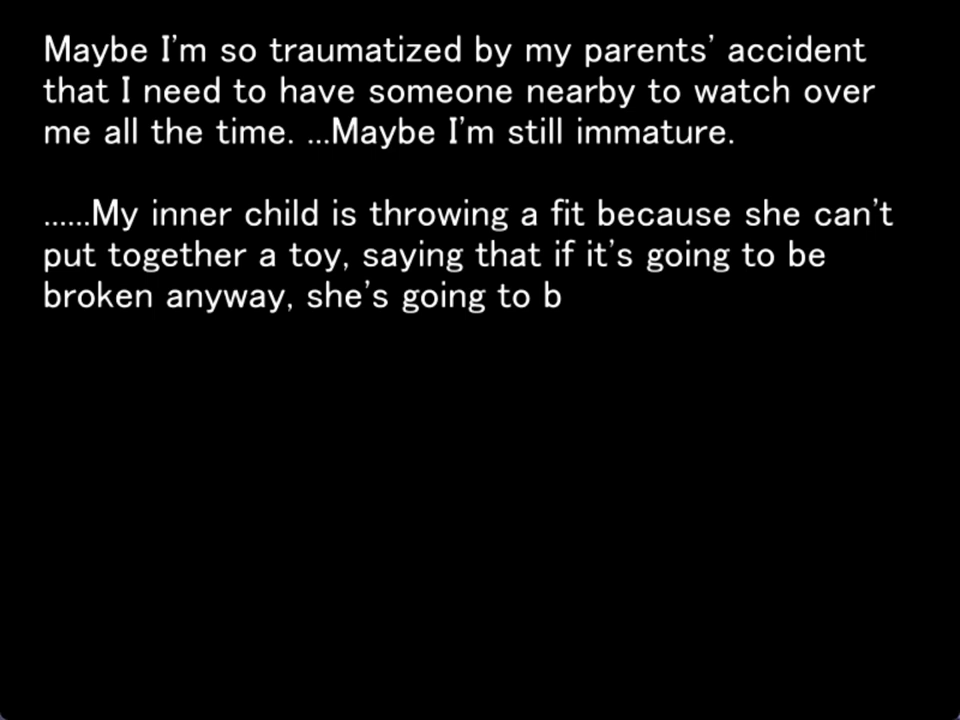 Maybe I'm so traumatized by my parents' accident
that I need to have someone nearby to watch over
me all the time. ...Maybe I'm still immature.
......My inner child is throwing a fit because she can't
put together a toy, saying that if it's going to be
broken anyway, she's going to b